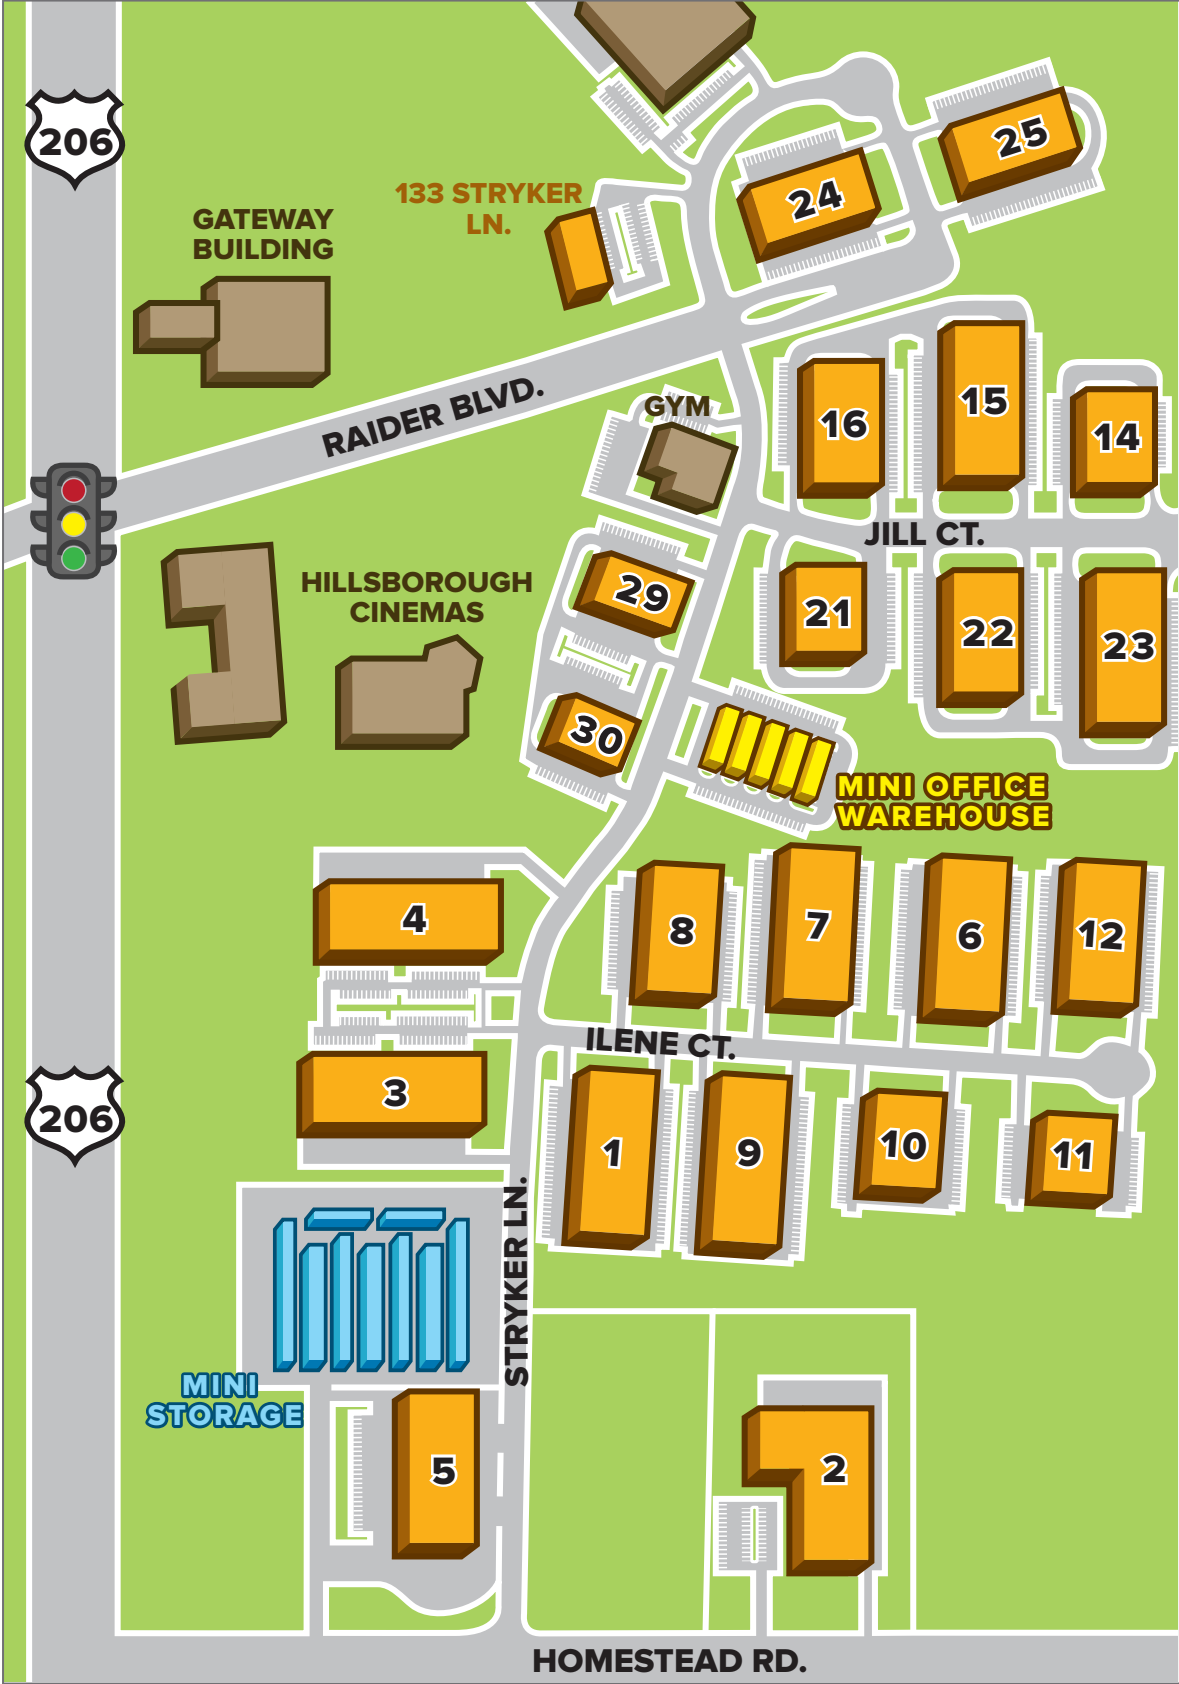 206
25
24
133 STRYKER
LN.
GATEWAY
BUILDING
RAIDER BLVD.
GYM
16
15
14
JILL CT.
29
HILLSBOROUGH
CINEMAS
21
22
23
30
MINI OFFICE
WAREHOUSE
4
8
7
6
12
ILENE CT.
3
206
1
9
10
11
STRYKER LN.
MINI
STORAGE
5
2
HOMESTEAD RD.